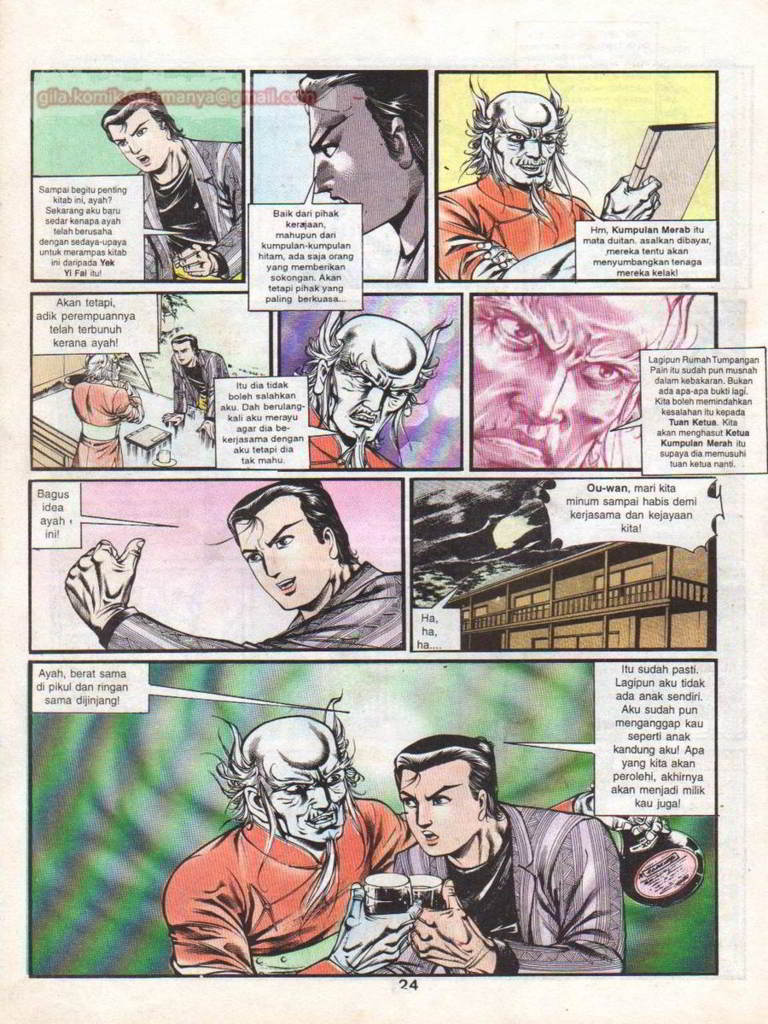 gila.komik.selamanya@gmail.com
Sampai begitu penting
kitab ini, ayah?
Sekarang aku baru
sedar kenapa ayah
telah berusaha
dengan sedaya-upaya
untuk merampas kitab
ini daripada Yek
Yi Fai itu!
Baik dari pihak
kerajaan,
mahupun dari
kumpulan-kumpulan
hitam, ada saja orang
yang memberikan
sokongan. Akan
tetapi pihak yang
paling berkuasa...
Hm, Kumpulan Merab itu
mata duitan. asalkan dibayar,
mereka tentu akan
menyumbangkan tenaga
mereka kelak!
Akan tetapi,
adik perempuannya
telah terbunuh
kerana ayah!
Itu dia tidak
boleh salahkan
aku. Dah berulang-
kali aku merayu
agar dia be-
kerjasama dengan
aku tetapi dia
tak mahu.
Lagipun Rumah Tumpangan
Pain itu sudah pun musnah
dalam kebakaran. Bukan
ada apa-apa bukti lagi.
Kita boleh memindahkan
kesalahan itu kepada
Tuan Ketua. Kita
akan menghasut Ketua
Kumpulan Merah itu
supaya dia memusuhi
tuan ketua nanti.
Bagus
idea
ayah
ini!
Ou-wan, mari kita
minum sampai habis demi
kerjasama dan kejayaan
kita!
Ha,
ha,
ha....
Ayah, berat sama
di pikul dan ringan
sama dijinjang!
Itu sudah pasti.
Lagipun aku tidak
ada anak sendiri.
Aku sudah pun
menganggap kau
seperti anak
kandung aku! Apa
yang kita akan
perolehi, akhirnya
akan menjadi milik
kau juga!
24